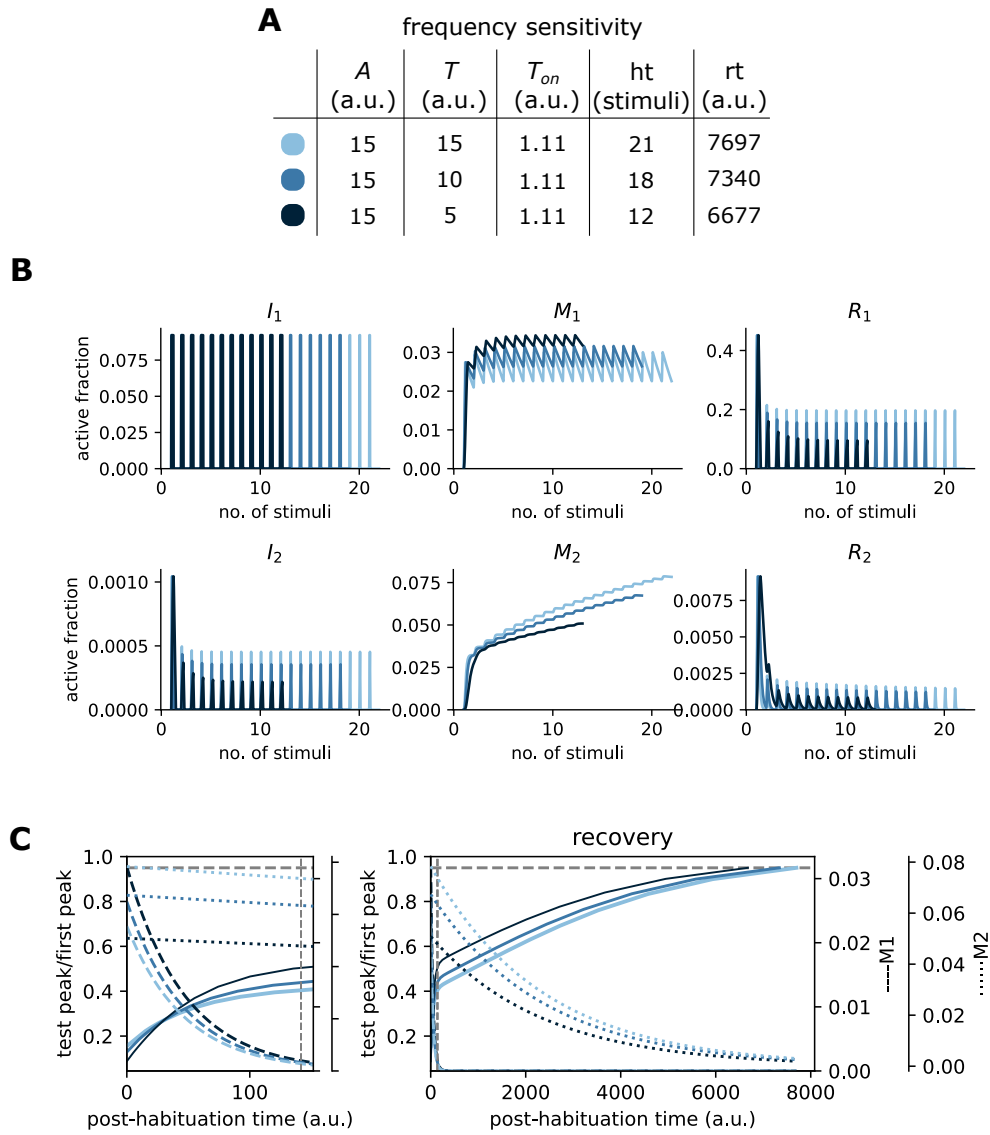 A
frequency sensitivity
A T T_on ht rt
(a.u.) (a.u.) (a.u.) (stimuli) (a.u.)
15 15 1.11 21 7697
15 10 1.11 18 7340
15 5 1.11 12 6677
B
I₁ M₁ R₁
active fraction
0.075
0.050
0.025
0.000
0 10 20
no. of stimuli
0.03
0.02
0.01
0.00
0 10 20
no. of stimuli
0.4
0.2
0.0
0 10 20
no. of stimuli
I₂ M₂ R₂
active fraction
0.0010
0.0005
0.0000
0 10 20
no. of stimuli
0.075
0.050
0.025
0.000
0 10 20
no. of stimuli
0.0075
0.0050
0.0025
0.0000
0 10 20
no. of stimuli
C
recovery
test peak/first peak
1.0
0.8
0.6
0.4
0.2
0 100
post-habituation time (a.u.)
test peak/first peak
1.0
0.8
0.6
0.4
0.2
0 2000 4000 6000 8000
post-habituation time (a.u.)
0.03
0.02
0.01
0.00
----M1
0.08
0.06
0.04
0.02
0.00
......M2